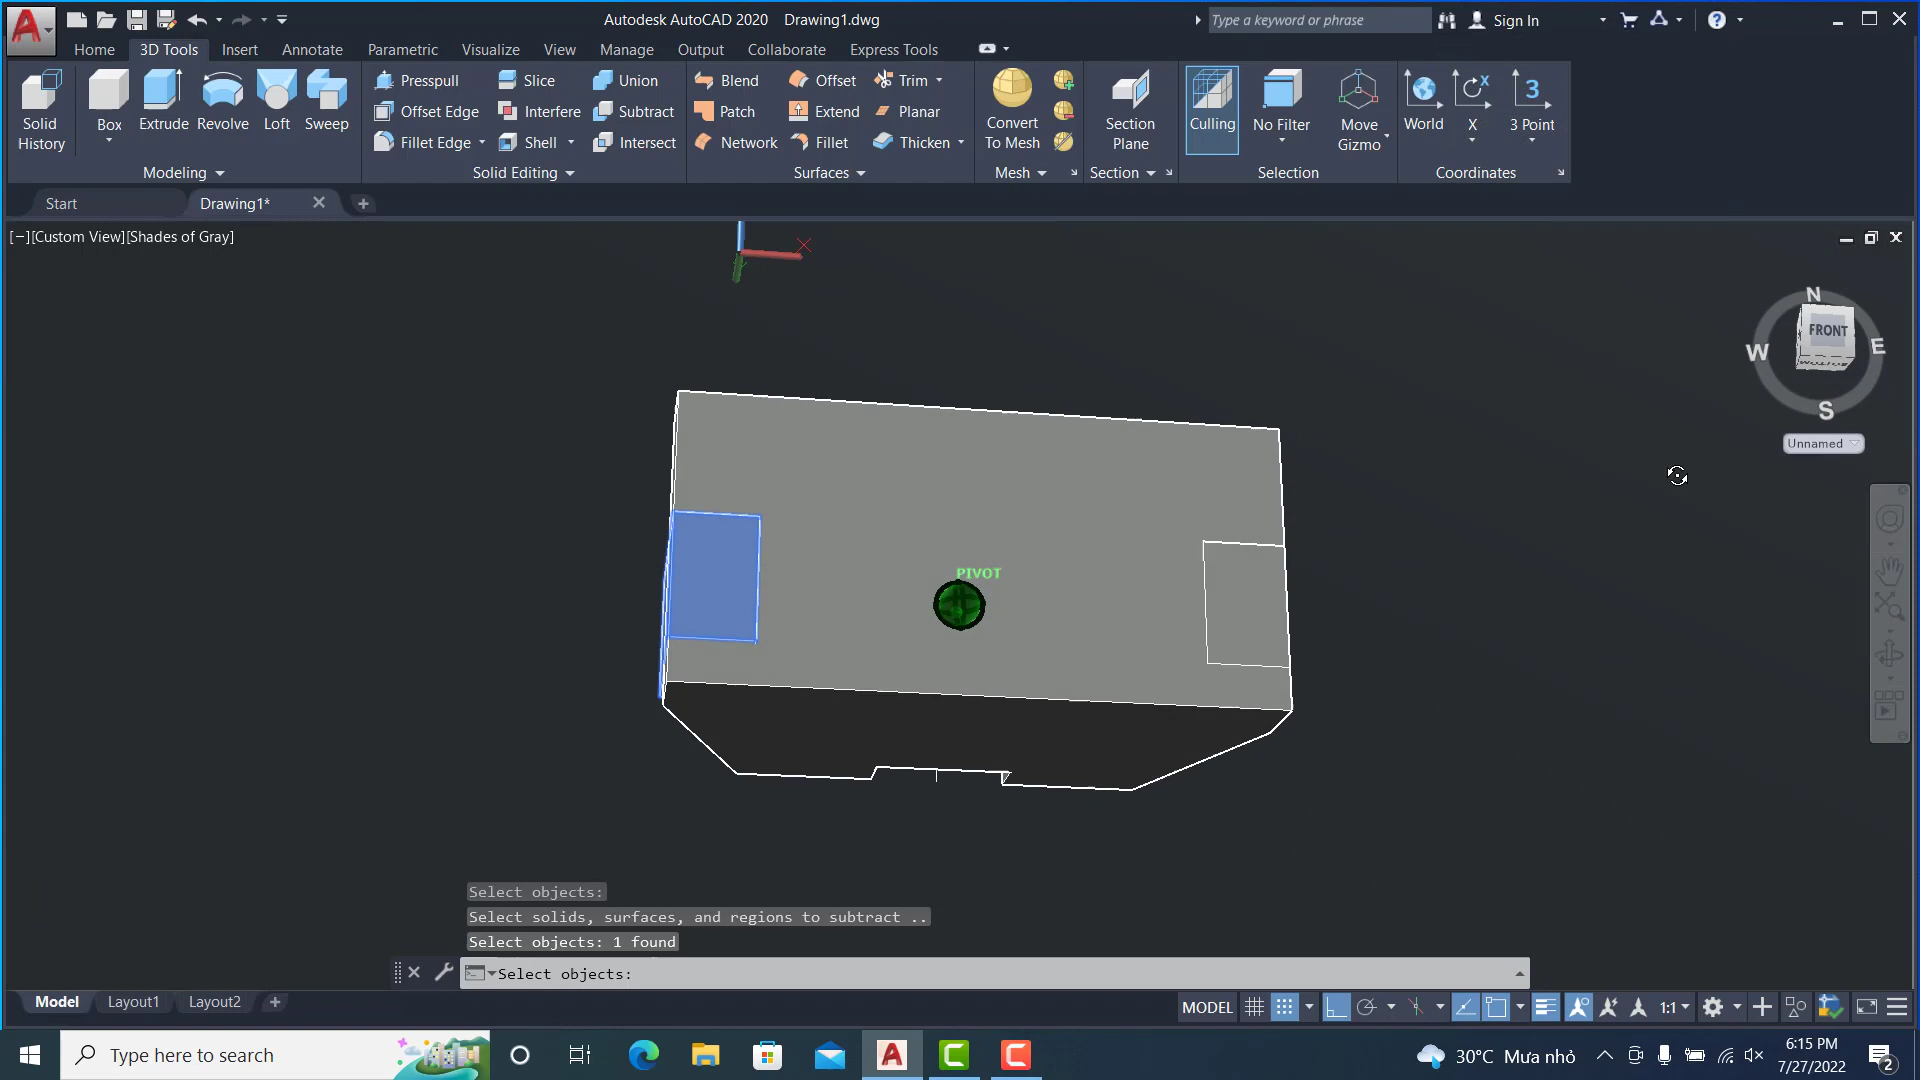 Autodesk AutoCAD 2020 Drawing1.dwg
Type a keyword or phrase
Sign In
Home 3D Tools Insert Annotate Parametric Visualize View Manage Output Collaborate Express Tools
Solid History
Box
Extrude
Revolve
Loft
Sweep
Modeling
Presspull
Offset Edge
Fillet Edge
Slice
Interfere
Shell
Union
Subtract
Intersect
Solid Editing
Blend
Patch
Network
Offset
Extend
Fillet
Trim
Planar
Thicken
Surfaces
Convert To Mesh
Mesh
Section Plane
Section
Culling
No Filter
Move Gizmo
Selection
World
X
3 Point
Coordinates
Start
Drawing1*
[−][Custom View][Shades of Gray]
N
W
FRONT
E
S
Unnamed
PIVOT
Select objects:
Select solids, surfaces, and regions to subtract ..
Select objects: 1 found
Select objects:
Model Layout1 Layout2
MODEL
1:1
Type here to search
30°C Mưa nhỏ
6:15 PM
7/27/2022
2